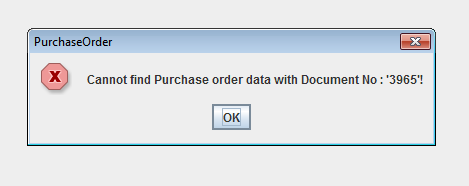 PurchaseOrder
Cannot find Purchase order data with Document No : '3965'!
OK